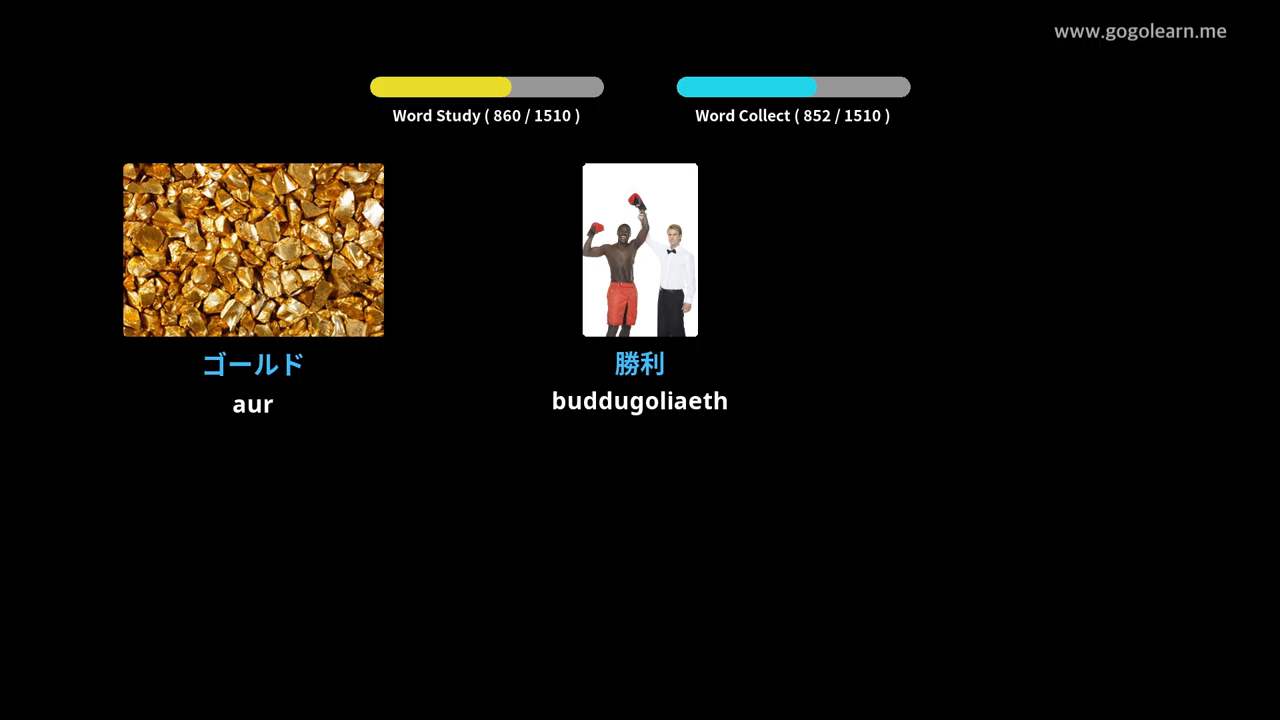 www.gogolearn.me
Word Study ( 860 / 1510 )
Word Collect ( 852 / 1510 )
ゴールド
aur
勝利
buddugoliaeth